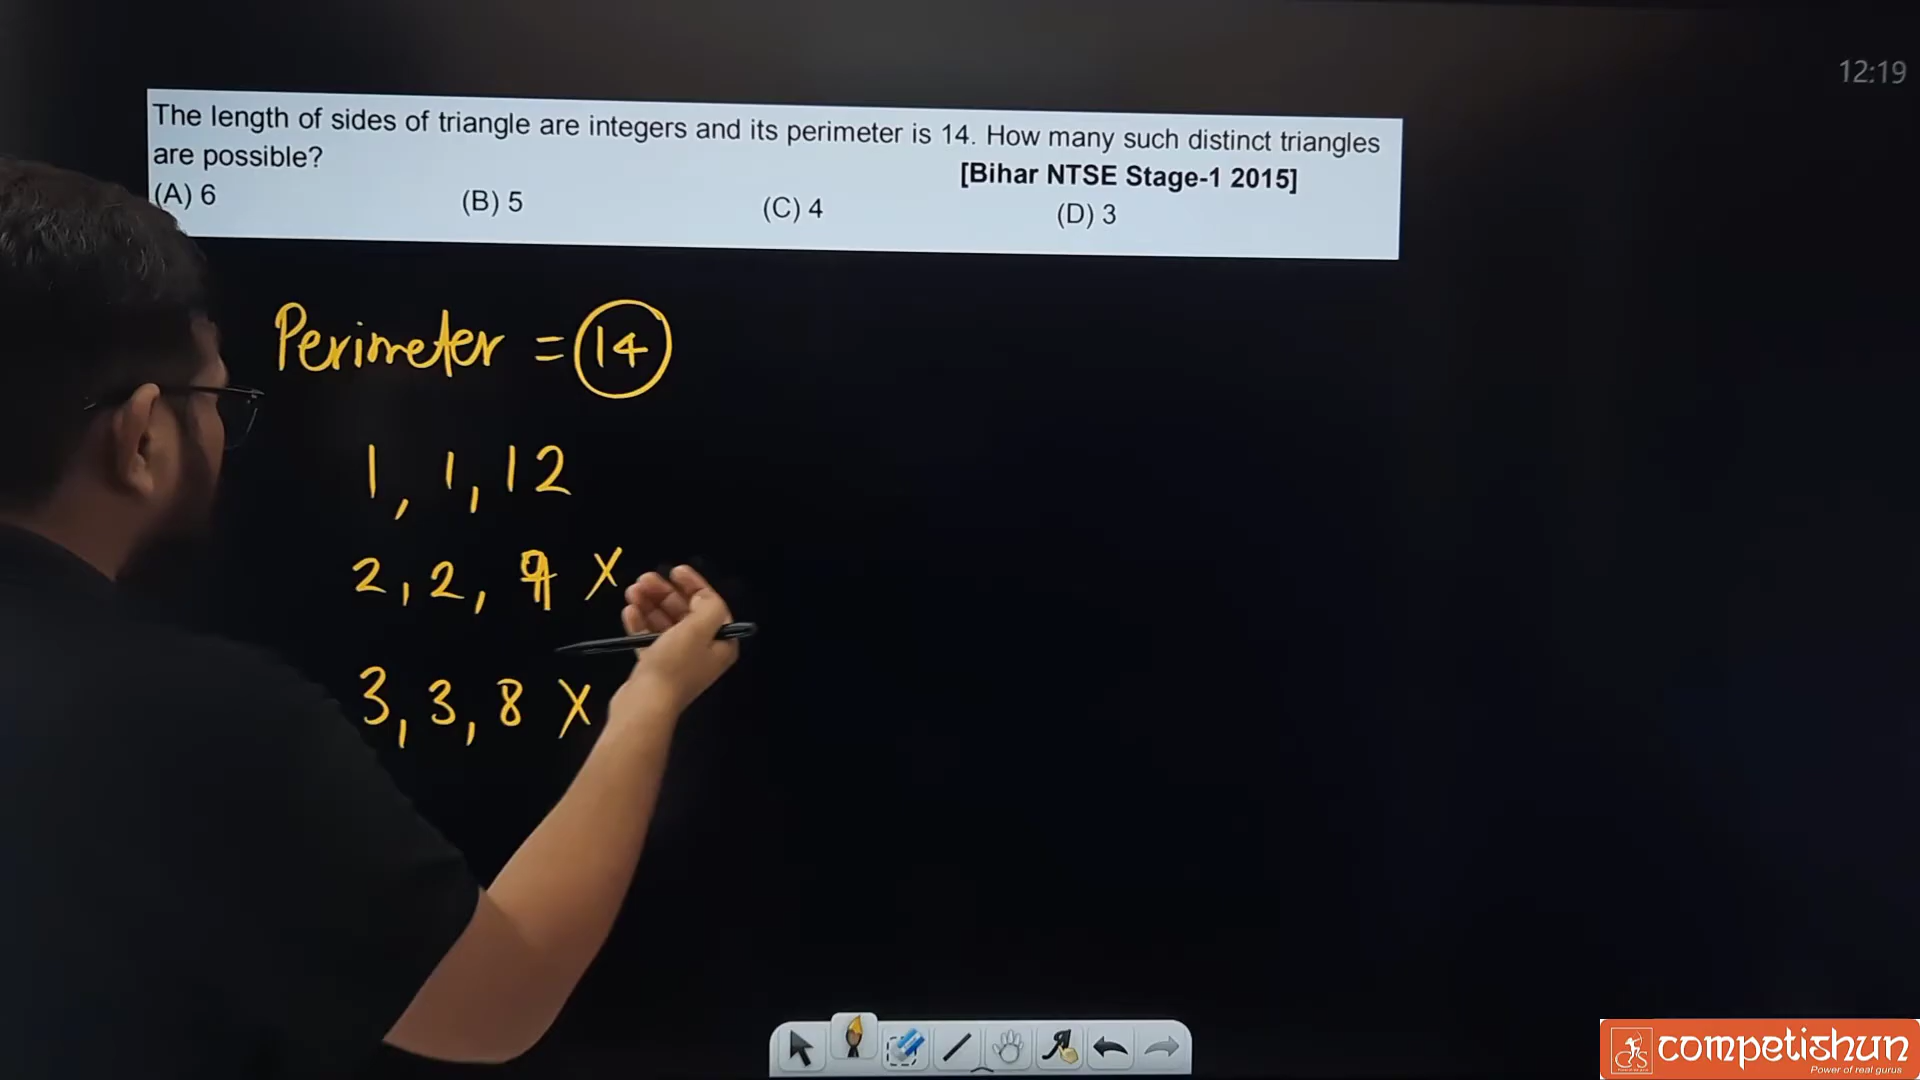 12:19
The length of sides of triangle are integers and its perimeter is 14. How many such distinct triangles
are possible?
[Bihar NTSE Stage-1 2015]
(A) 6 (B) 5 (C) 4 (D) 3
Perimeter = 14
1, 1, 12
2, 2, 9 X
3, 3, 8 X
competishun
Power of real gurus